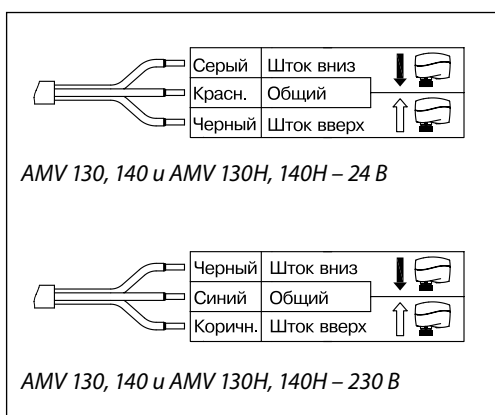 Серый Шток вниз
Красн. Общий
Черный Шток вверх
AMV 130, 140 и AMV 130H, 140H – 24 В
Черный Шток вниз
Синий Общий
Коричн. Шток вверх
AMV 130, 140 и AMV 130H, 140H – 230 В